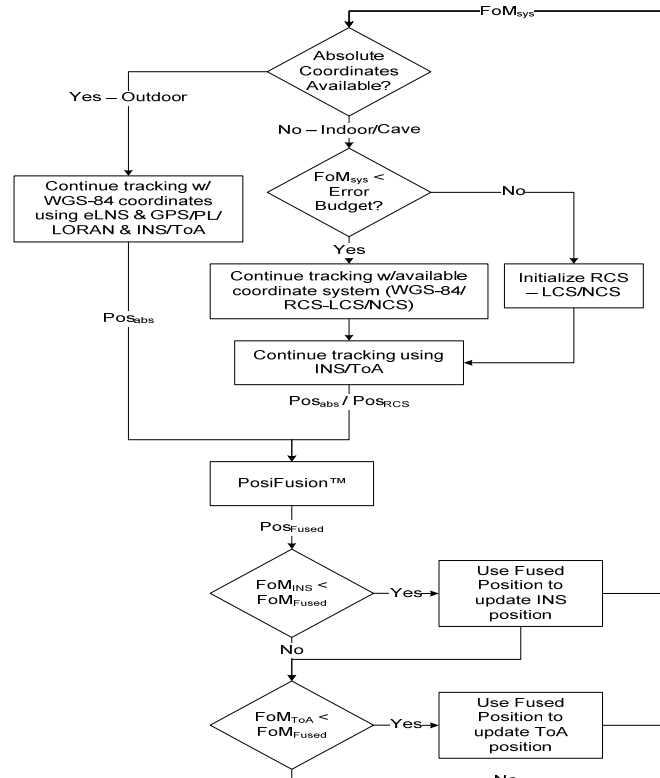 FoMsys
Absolute
Coordinates
Available?
Yes – Outdoor
No – Indoor/Cave
Continue tracking w/
WGS-84 coordinates
using eLNS & GPS/PL/
LORAN & INS/ToA
FoMsys <
Error
Budget?
No
Yes
Continue tracking w/available
coordinate system (WGS-84/
RCS-LCS/NCS)
Initialize RCS
– LCS/NCS
Posabs
Continue tracking using
INS/ToA
Posabs / PosRCS
PosiFusion™
PosFused
FoMINS <
FoMFused
Yes
Use Fused
Position to
update INS
position
No
FoMToA <
FoMFused
Yes
Use Fused
Position to
update ToA
position
No